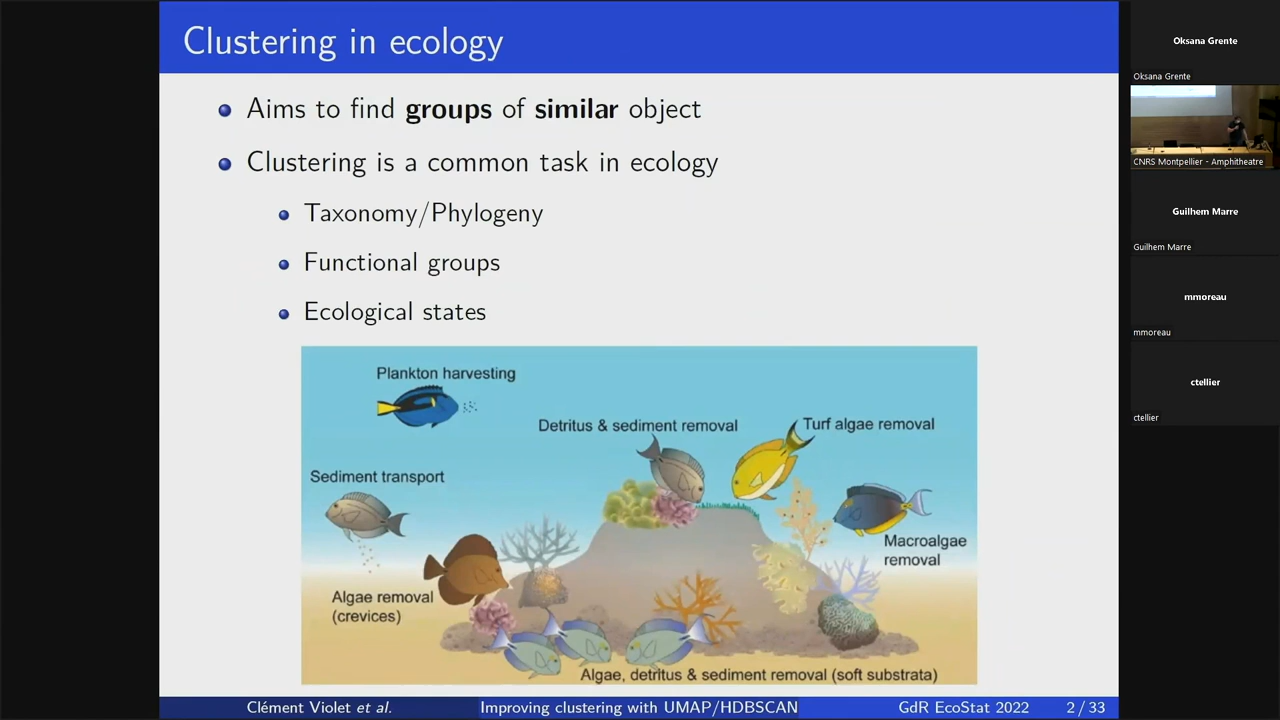 Clustering in ecology
Aims to find groups of similar object
Clustering is a common task in ecology
Taxonomy/Phylogeny
Functional groups
Ecological states
Plankton harvesting
Detritus & sediment removal
Turf algae removal
Sediment transport
Macroalgae
removal
Algae removal
(crevices)
Algae, detritus & sediment removal (soft substrata)
Clément Violet et al.
Improving clustering with UMAP/HDBSCAN
GdR EcoStat 2022
2 / 33
Oksana Grente
Oksana Grente
CNRS Montpellier - Amphitheatre
Guilhem Marre
Guilhem Marre
mmoreau
mmoreau
ctellier
ctellier